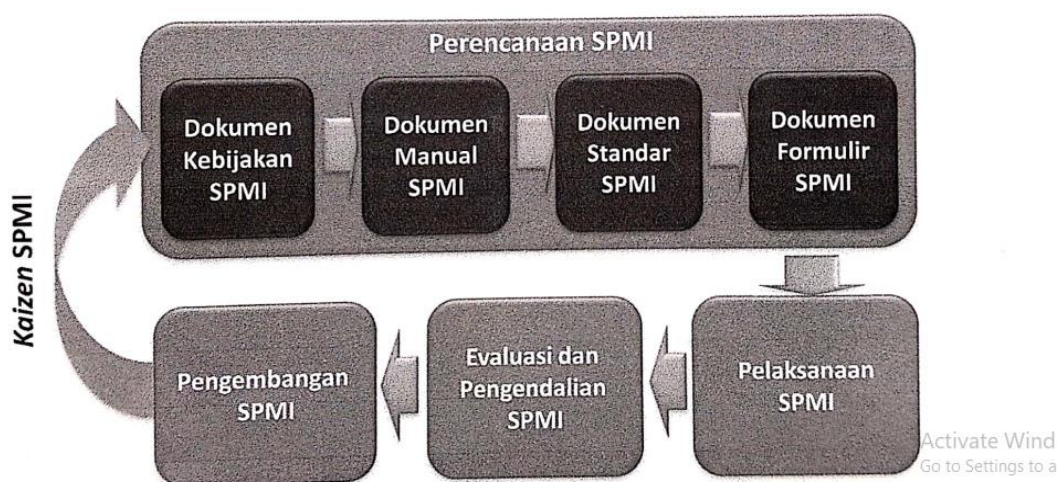 Perencanaan SPMI
Dokumen
Kebijakan
SPMI
Dokumen
Manual
SPMI
Dokumen
Standar
SPMI
Dokumen
Formulir
SPMI
Kaizen SPMI
Pengembangan
SPMI
Evaluasi dan
Pengendalian
SPMI
Pelaksanaan
SPMI
Activate Wind
Go to Settings to a